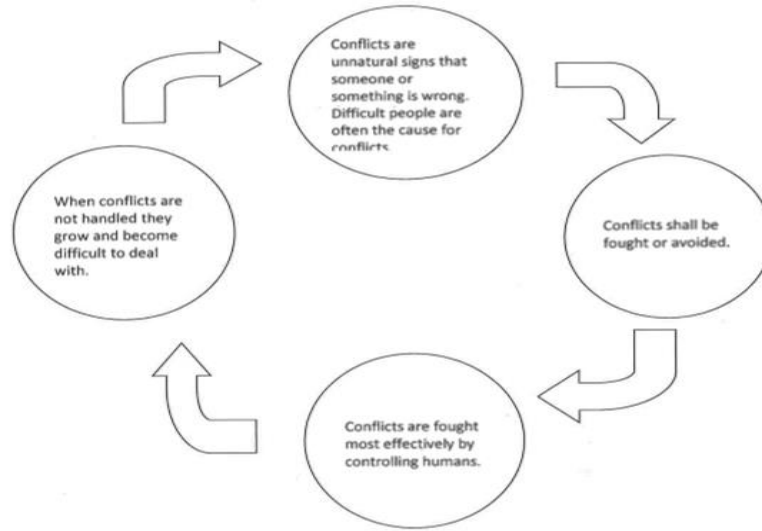 Conflicts are
unnatural signs that
someone or
something is wrong.
Difficult people are
often the cause for
conflicts
Conflicts shall be
fought or avoided.
Conflicts are fought
most effectively by
controlling humans.
When conflicts are
not handled they
grow and become
difficult to deal
with.